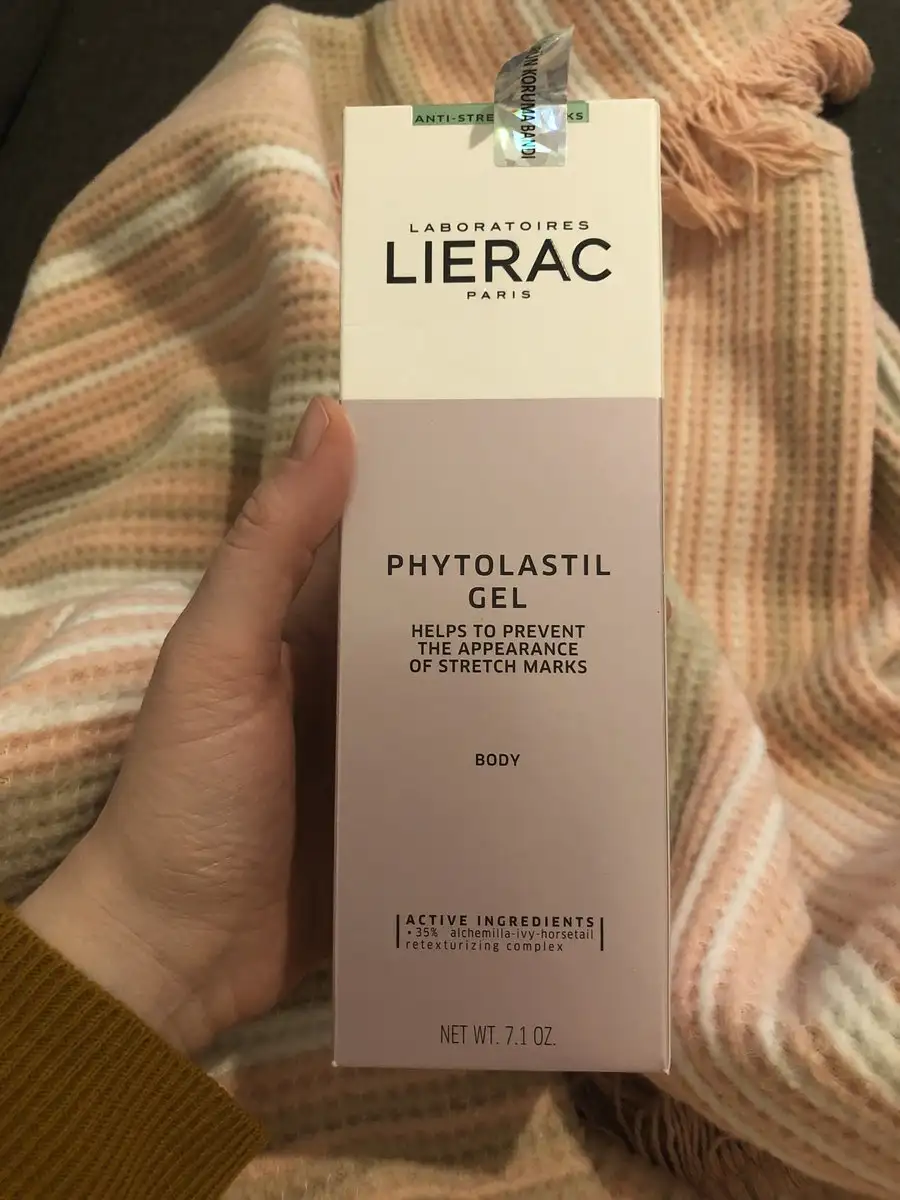 ANTI-STRE KS
ÜN KORUMA BANDI
LABORATOIRES
LIERAC
PARIS
PHYTOLASTIL
GEL
HELPS TO PREVENT
THE APPEARANCE
OF STRETCH MARKS
BODY
ACTIVE INGREDIENTS
• 35% alchemilla-ivy-horsetail
retexturizing complex
NET WT. 7.1 OZ.